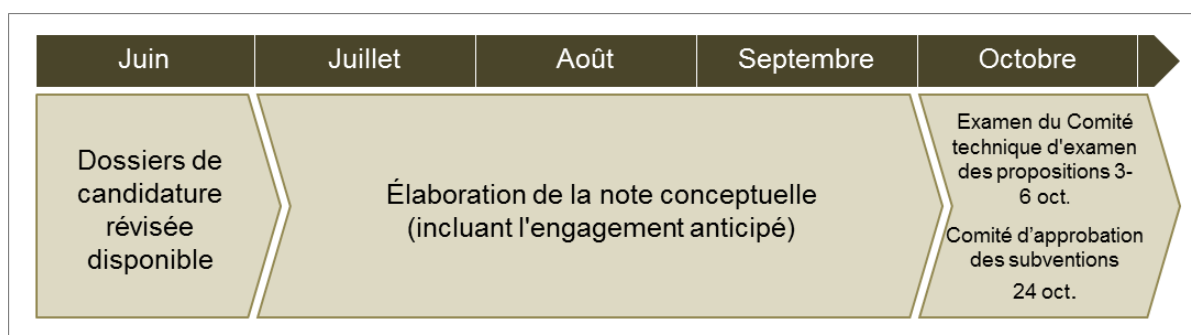 Juin
Juillet
Août
Septembre
Octobre
Dossiers de
candidature
révisée
disponible
Élaboration de la note conceptuelle
(incluant l'engagement anticipé)
Examen du Comité
technique d'examen
des propositions 3-
6 oct.
Comité d’approbation
des subventions
24 oct.